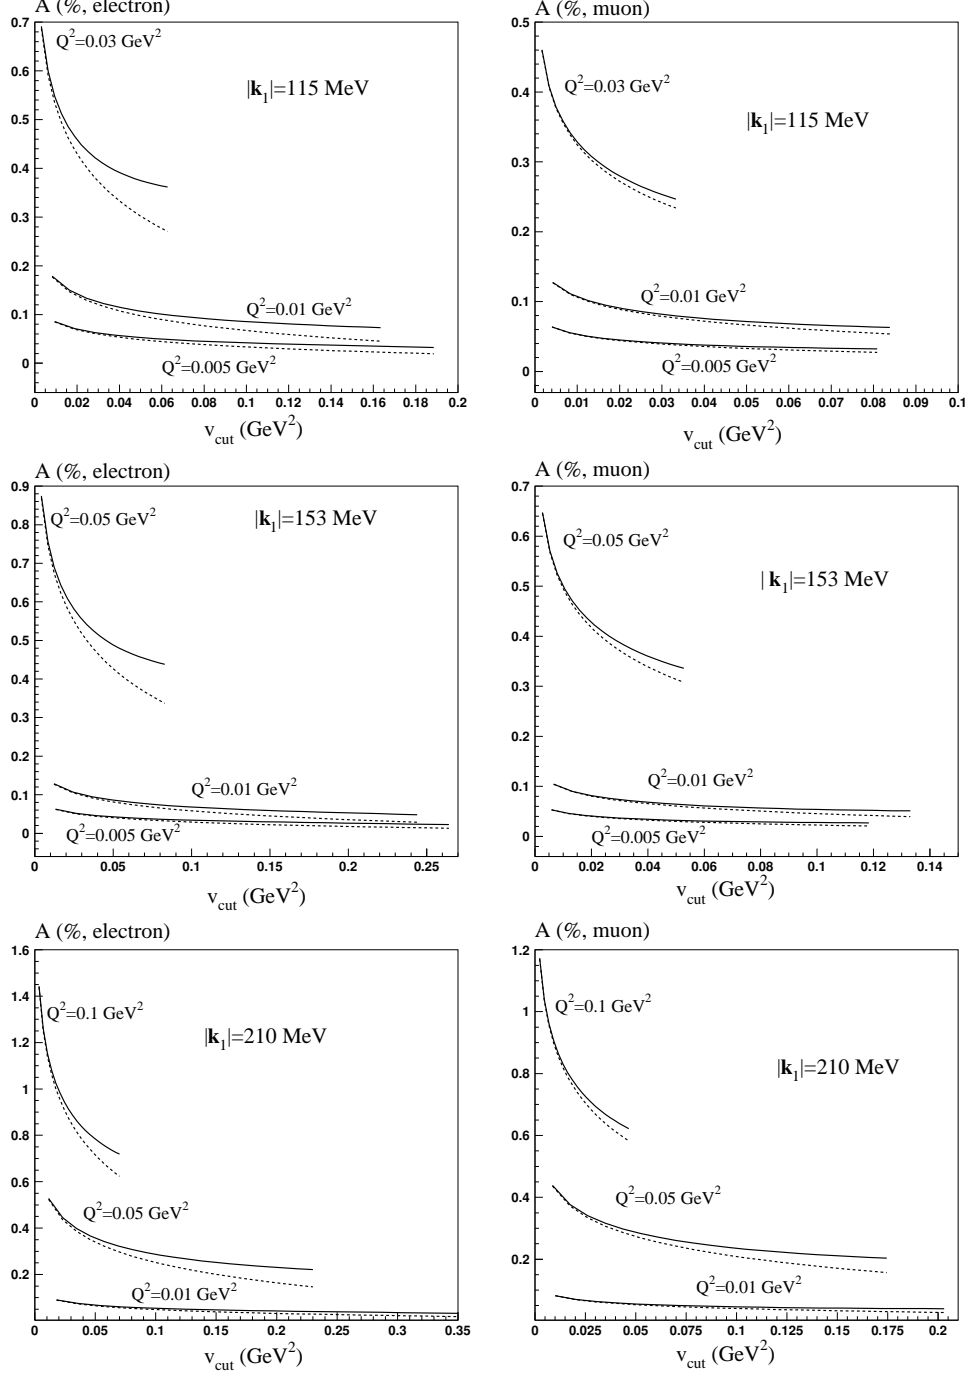 A (%, electron)
0.7
0.6
0.5
0.4
0.3
0.2
0.1
0
Q²=0.03 GeV²
|k₁|=115 MeV
Q²=0.01 GeV²
Q²=0.005 GeV²
0 0.02 0.04 0.06 0.08 0.1 0.12 0.14 0.16 0.18 0.2
v_cut (GeV²)
A (%, muon)
0.5
0.4
0.3
0.2
0.1
0
Q²=0.03 GeV²
|k₁|=115 MeV
Q²=0.01 GeV²
Q²=0.005 GeV²
0 0.01 0.02 0.03 0.04 0.05 0.06 0.07 0.08 0.09 0.1
v_cut (GeV²)
A (%, electron)
0.9
0.8
0.7
0.6
0.5
0.4
0.3
0.2
0.1
0
Q²=0.05 GeV²
|k₁|=153 MeV
Q²=0.01 GeV²
Q²=0.005 GeV²
0 0.05 0.1 0.15 0.2 0.25
v_cut (GeV²)
A (%, muon)
0.7
0.6
0.5
0.4
0.3
0.2
0.1
0
Q²=0.05 GeV²
| k₁|=153 MeV
Q²=0.01 GeV²
Q²=0.005 GeV²
0 0.02 0.04 0.06 0.08 0.1 0.12 0.14
v_cut (GeV²)
A (%, electron)
1.6
1.4
1.2
1
0.8
0.6
0.4
0.2
Q²=0.1 GeV²
|k₁|=210 MeV
Q²=0.05 GeV²
Q²=0.01 GeV²
0 0.05 0.1 0.15 0.2 0.25 0.3 0.35
v_cut (GeV²)
A (%, muon)
1.2
1
0.8
0.6
0.4
0.2
Q²=0.1 GeV²
|k₁|=210 MeV
Q²=0.05 GeV²
Q²=0.01 GeV²
0 0.025 0.05 0.075 0.1 0.125 0.15 0.175 0.2
v_cut (GeV²)